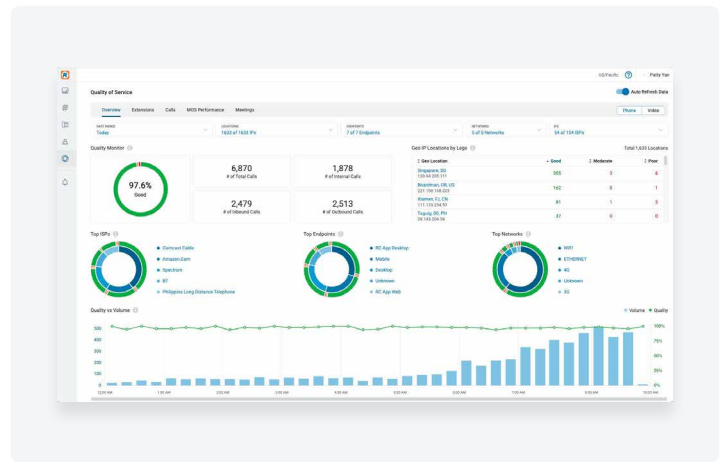 US/Pacific ? Patty Yan
Quality of Service
Auto Refresh Data
Overview Extensions Calls MOS Performance Meetings
Phone Video
DATE RANGE
Today
LOCATIONS
1633 of 1633 IPs
ENDPOINTS
7 of 7 Endpoints
NETWORKS
5 of 5 Networks
ISPs
54 of 154 ISPs
Quality Monitor
97.6%
Good
6,870
# of Total Calls
1,878
# of Internal Calls
2,479
# of Inbound Calls
2,513
# of Outbound Calls
Geo IP Locations by Legs
Total 1,633 Locations
Geo Location Good Moderate Poor
Singapore, SG 305 3 4
Boardman, OR, US 162 0 1
Xiamen, FJ, CN 81 1 3
Taguig, 00, PH 37 0 0
Top ISPs
Comcast Cable
Amazon.com
Spectrum
BT
Philippine Long Distance Telephone
Top Endpoints
RC App Desktop
Mobile
Desktop
Unknown
RC App Web
Top Networks
WIFI
ETHERNET
4G
Unknown
3G
Quality vs Volume
Volume Quality
500
400
300
200
100
0
100%
75%
50%
25%
0%
12:00 AM 1:00 AM 2:00 AM 3:00 AM 4:00 AM 5:00 AM 6:00 AM 7:00 AM 8:00 AM 10:00 AM